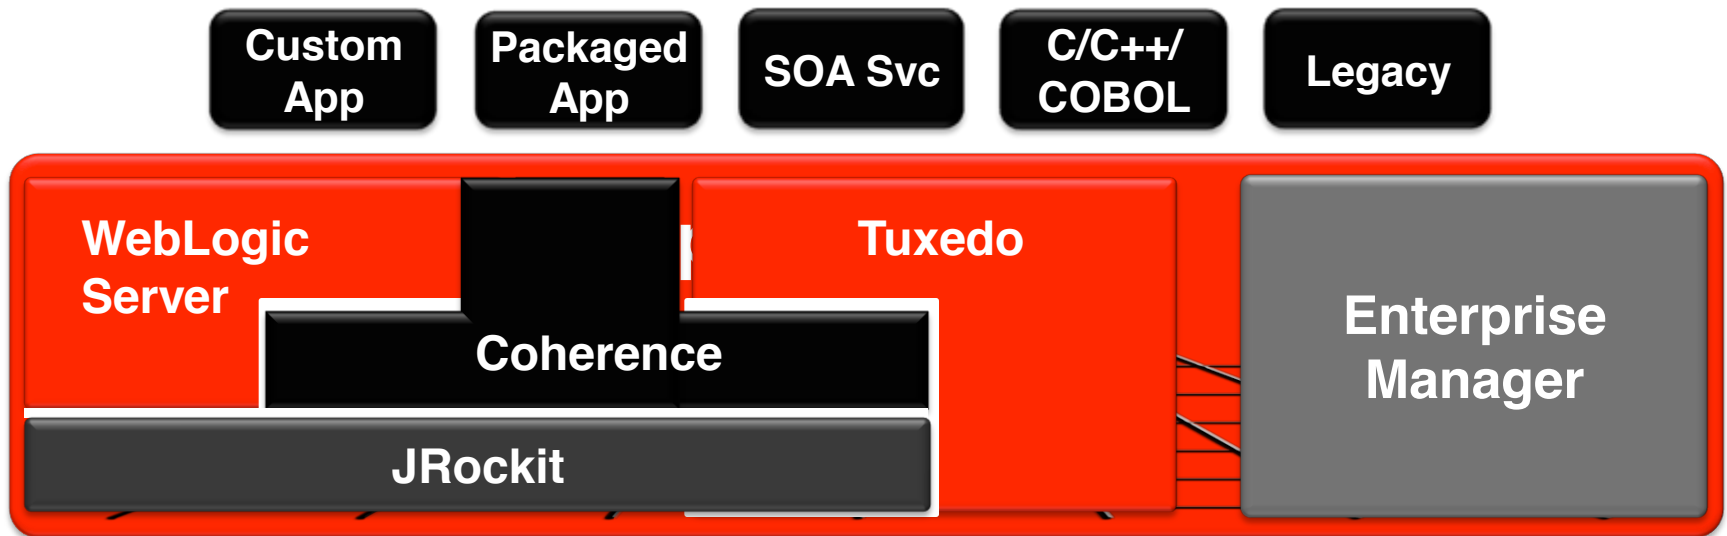 Custom
App
Packaged
App
SOA Svc
C/C++/
COBOL
Legacy
WebLogic
Server
Tuxedo
Coherence
JRockit
Enterprise
Manager